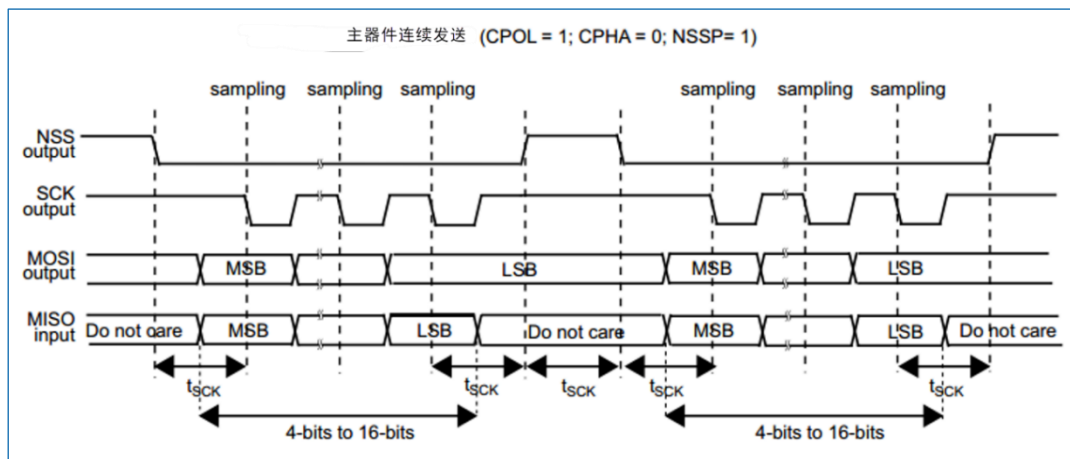 主器件连续发送 (CPOL = 1; CPHA = 0; NSSP= 1)
sampling sampling sampling sampling sampling sampling
NSS
output
SCK
output
MOSI
output
MSB LSB MSB LSB
MISO
input
Do not care MSB LSB Do not care MSB LSB Do not care
tSCK tSCK tSCK tSCK tSCK
4-bits to 16-bits 4-bits to 16-bits